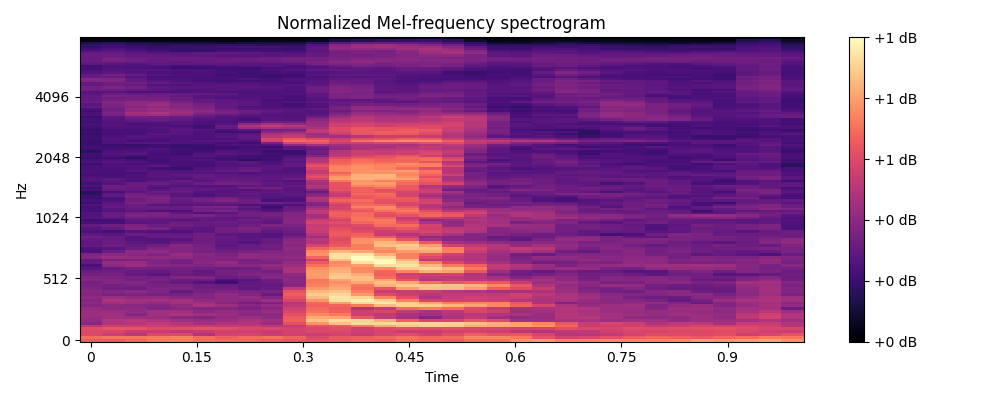 Normalized Mel-frequency spectrogram
Hz
4096
2048
1024
512
0
0
0.15
0.3
0.45
0.6
0.75
0.9
Time
+1 dB
+1 dB
+1 dB
+0 dB
+0 dB
+0 dB